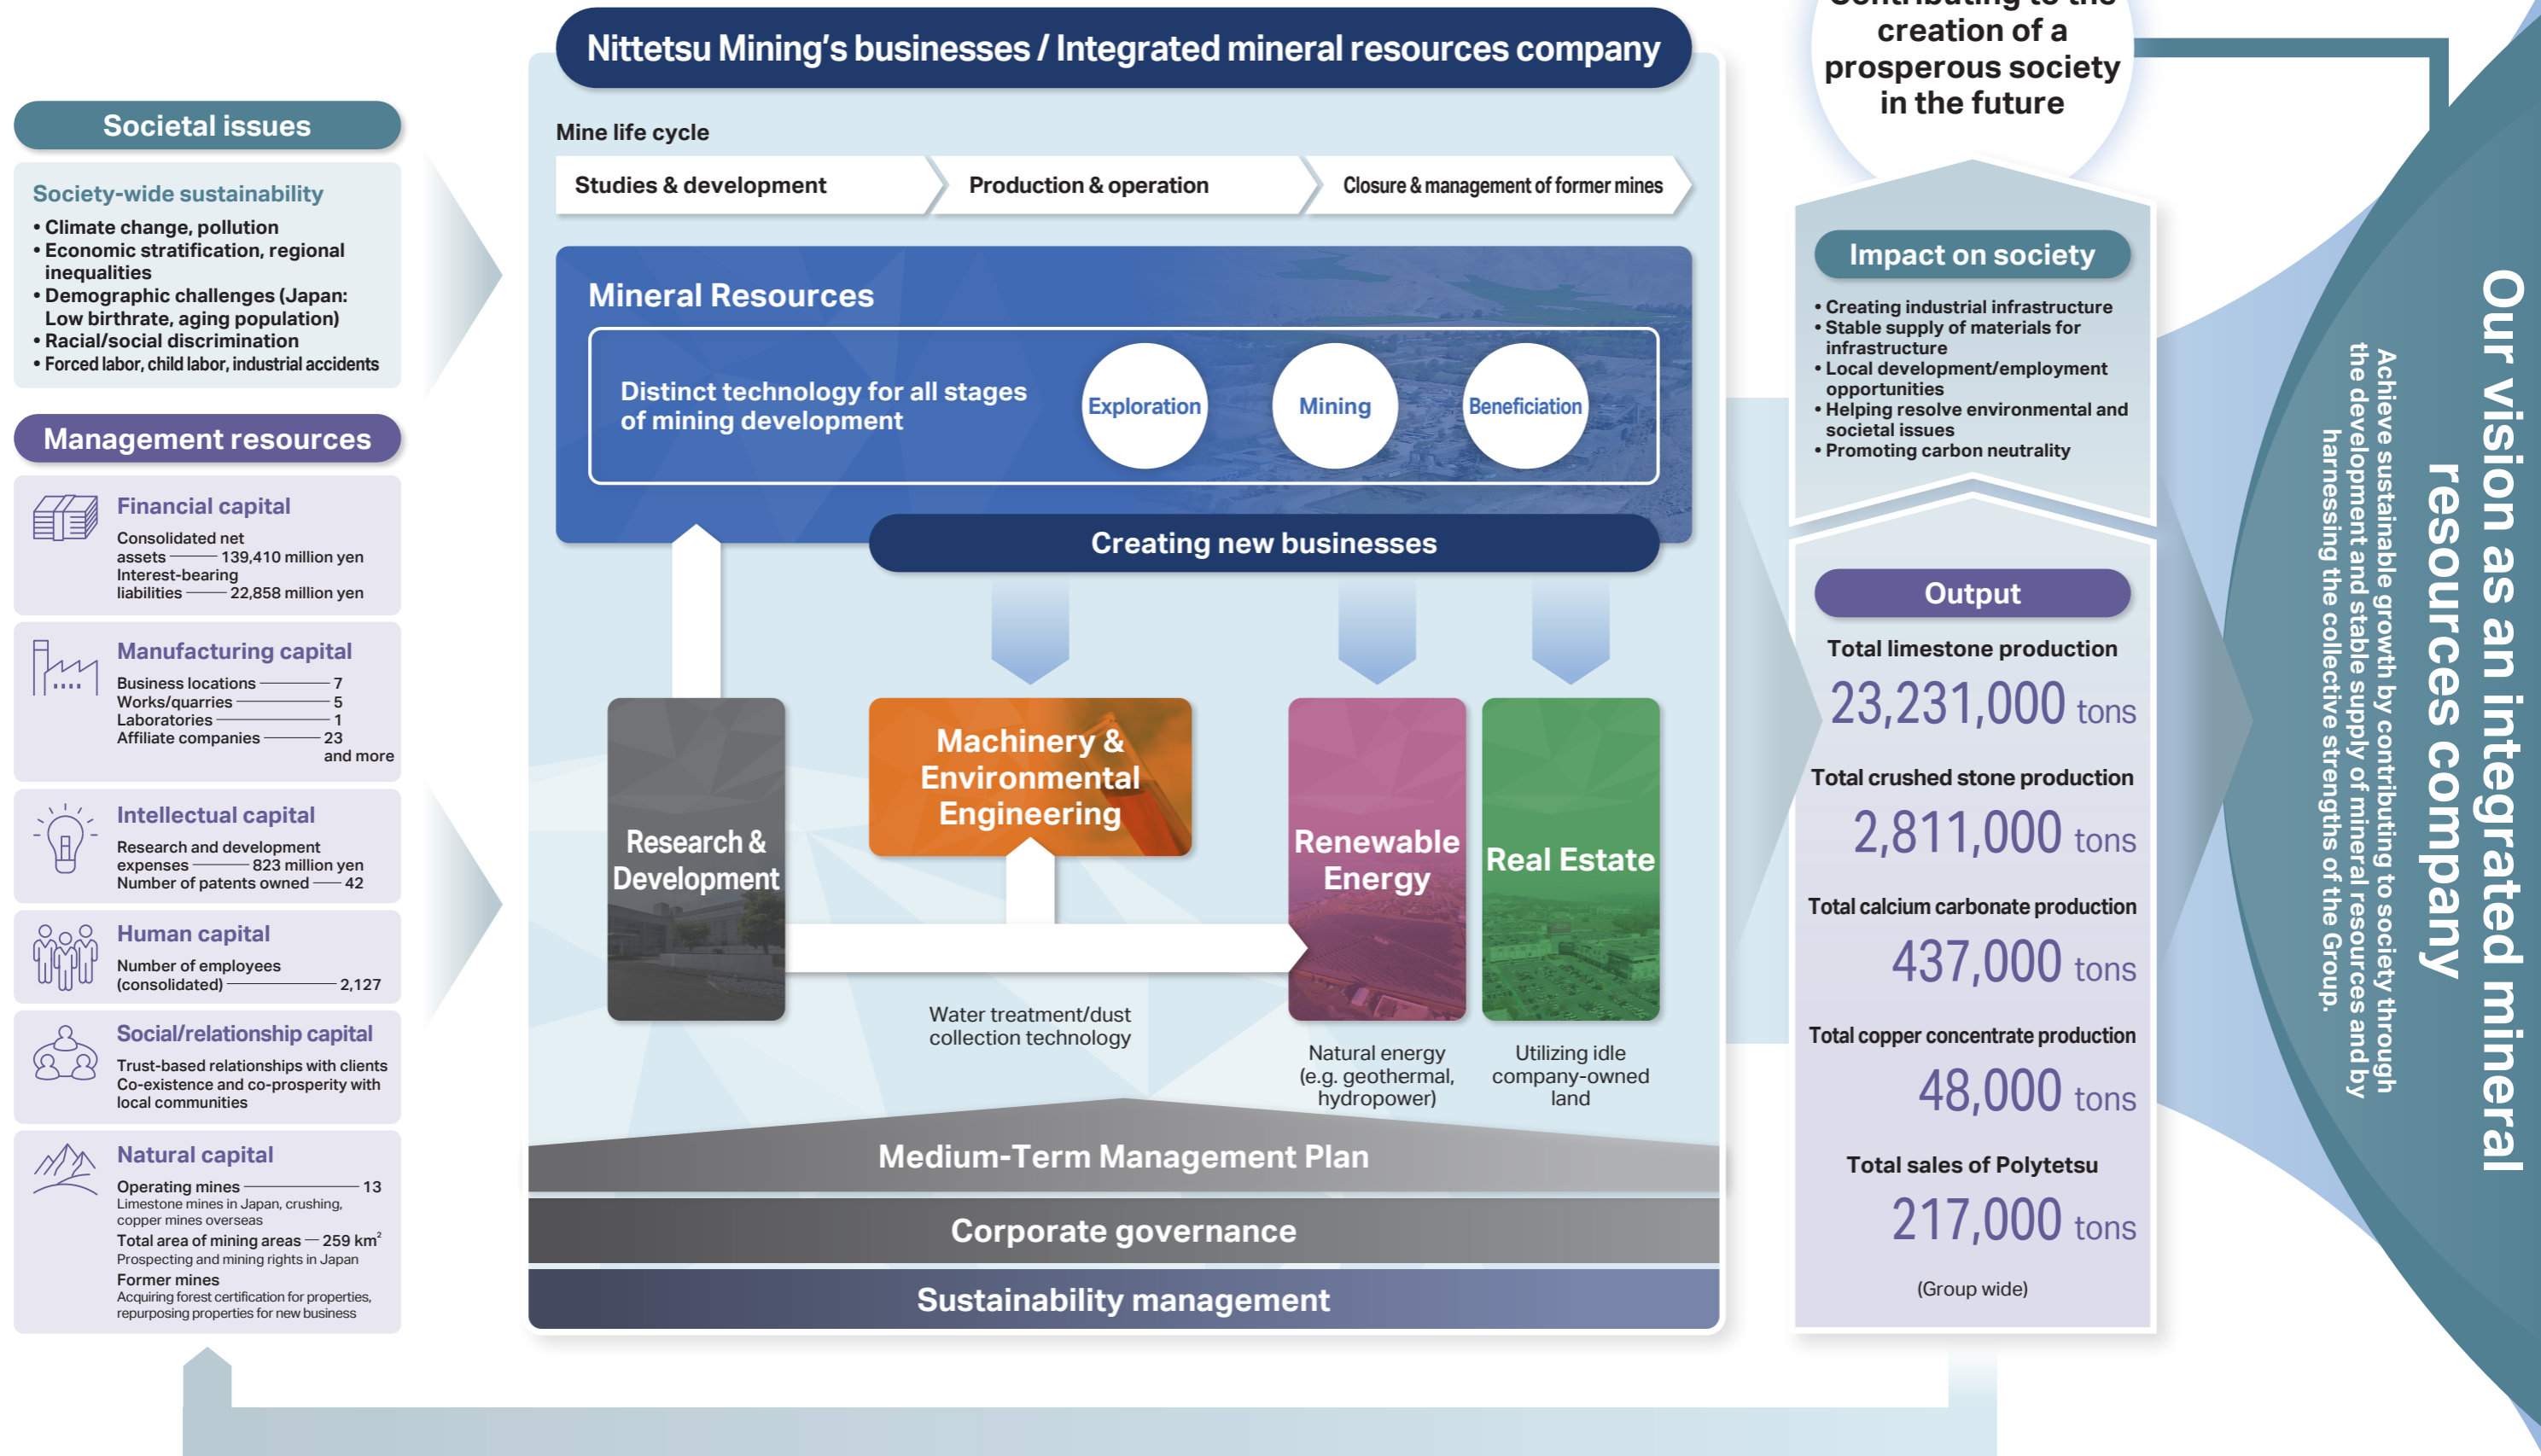 Societal issues
Society-wide sustainability
• Climate change, pollution
• Economic stratification, regional
inequalities
• Demographic challenges (Japan:
Low birthrate, aging population)
• Racial/social discrimination
• Forced labor, child labor, industrial accidents
Management resources
Financial capital
Consolidated net
assets 139,410 million yen
Interest-bearing
liabilities 22,858 million yen
Manufacturing capital
Business locations 7
Works/quarries 5
Laboratories 1
Affiliate companies 23
and more
Intellectual capital
Research and development
expenses 823 million yen
Number of patents owned 42
Human capital
Number of employees
(consolidated) 2,127
Social/relationship capital
Trust-based relationships with clients
Co-existence and co-prosperity with
local communities
Natural capital
Operating mines 13
Limestone mines in Japan, crushing,
copper mines overseas
Total area of mining areas 259 km²
Prospecting and mining rights in Japan
Former mines
Acquiring forest certification for properties,
repurposing properties for new business
Nittetsu Mining's businesses / Integrated mineral resources company
Mine life cycle
Studies & development
Production & operation
Closure & management of former mines
Mineral Resources
Distinct technology for all stages
of mining development
Exploration
Mining
Beneficiation
Creating new businesses
Research &
Development
Machinery &
Environmental
Engineering
Renewable
Energy
Real Estate
Water treatment/dust
collection technology
Natural energy
(e.g. geothermal,
hydropower)
Utilizing idle
company-owned
land
Medium-Term Management Plan
Corporate governance
Sustainability management
Contributing to the
creation of a
prosperous society
in the future
Impact on society
• Creating industrial infrastructure
• Stable supply of materials for
infrastructure
• Local development/employment
opportunities
• Helping resolve environmental and
societal issues
• Promoting carbon neutrality
Output
Total limestone production
23,231,000 tons
Total crushed stone production
2,811,000 tons
Total calcium carbonate production
437,000 tons
Total copper concentrate production
48,000 tons
Total sales of Polytetsu
217,000 tons
(Group wide)
Our vision as an integrated mineral
resources company
Achieve sustainable growth by contributing to society through
the development and stable supply of mineral resources and by
harnessing the collective strengths of the Group.